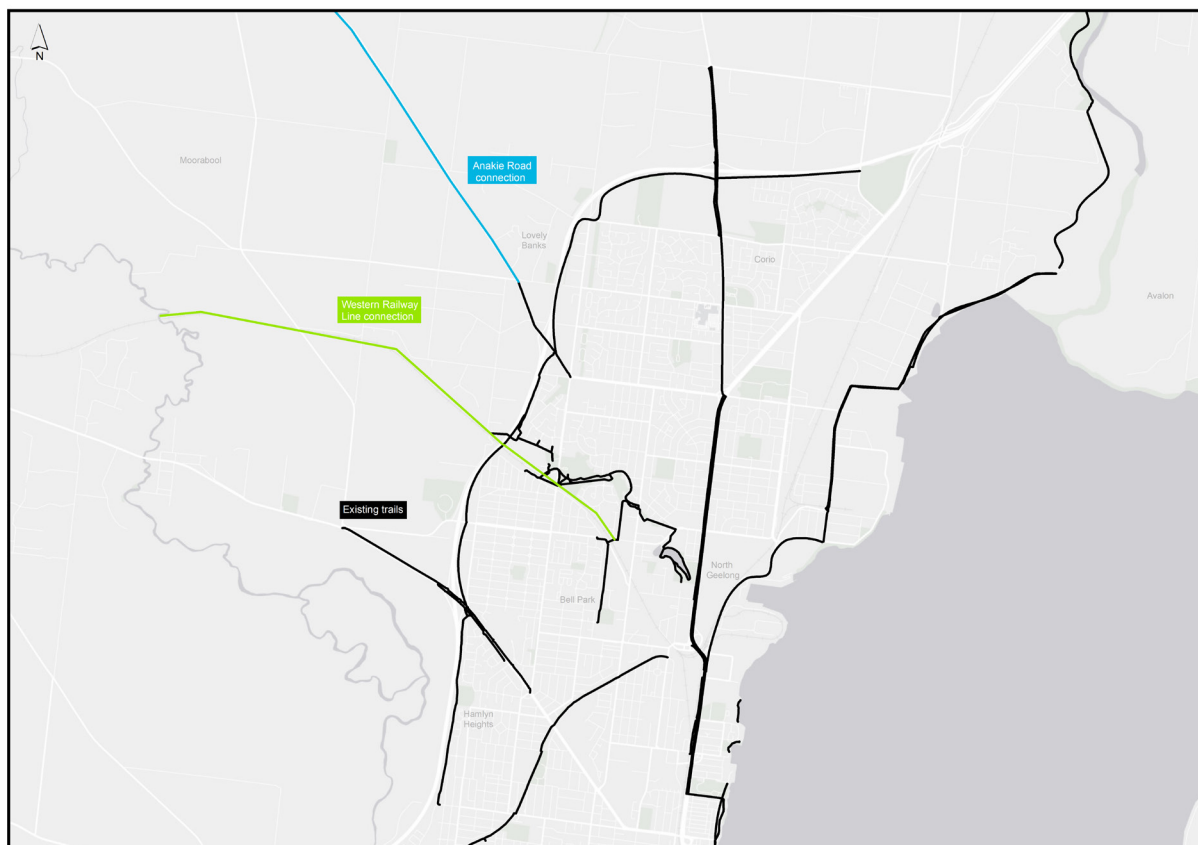 N
Moorabool
Anakie Road
connection
Lovely
Banks
Corio
Avalon
Western Railway
Line connection
Existing trails
North
Geelong
Bell Park
Hamlyn
Heights